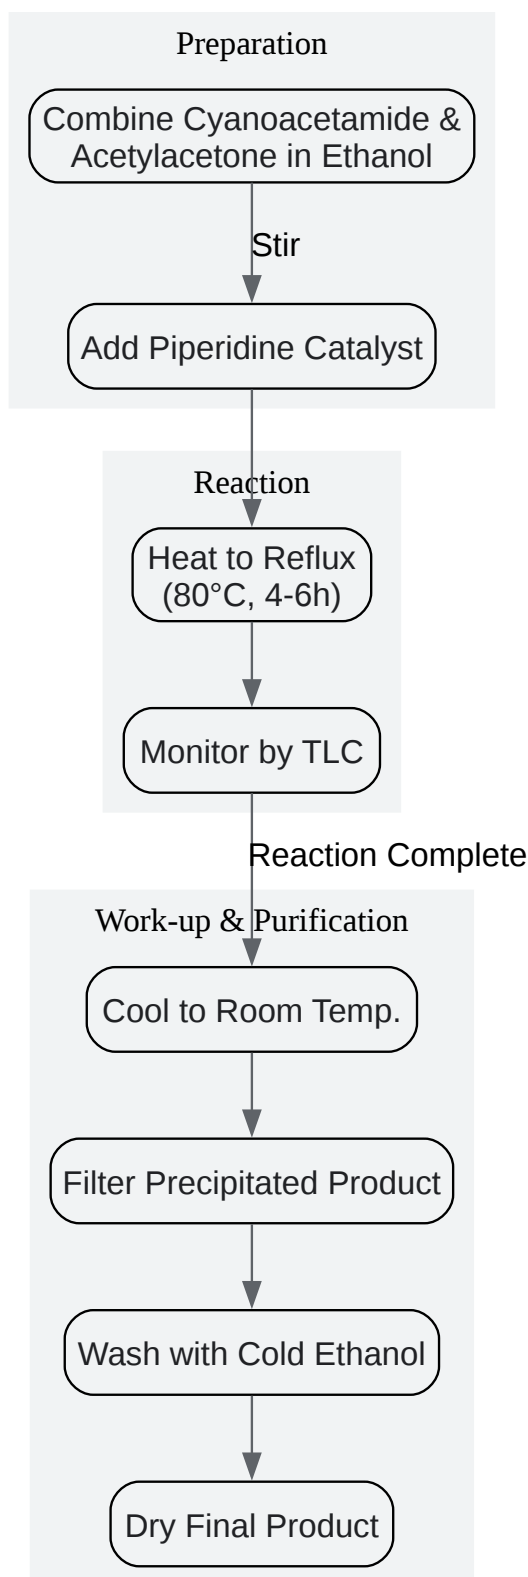 Preparation
Combine Cyanoacetamide &
Acetylacetone in Ethanol
Stir
Add Piperidine Catalyst
Reaction
Heat to Reflux
(80°C, 4-6h)
Monitor by TLC
Reaction Complete
Work-up & Purification
Cool to Room Temp.
Filter Precipitated Product
Wash with Cold Ethanol
Dry Final Product